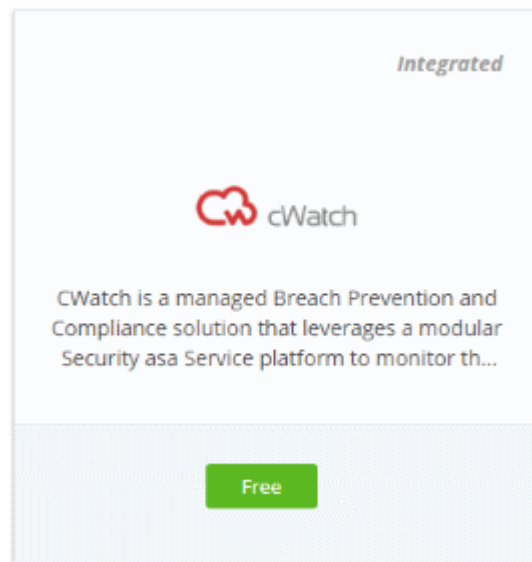 Integrated
cWatch
CWatch is a managed Breach Prevention and
Compliance solution that leverages a modular
Security asa Service platform to monitor th...
Free